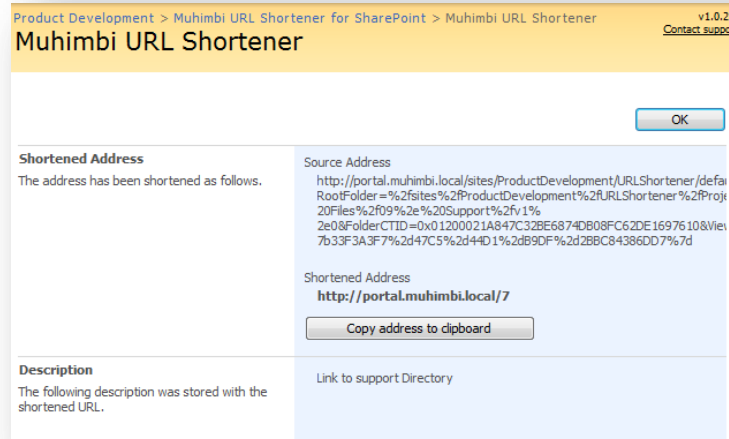 Product Development > Muhimbi URL Shortener for SharePoint > Muhimbi URL Shortener
v1.0.2
Contact suppo
Muhimbi URL Shortener
OK
Shortened Address
The address has been shortened as follows.
Source Address
http://portal.muhimbi.local/sites/ProductDevelopment/URLShortener/defau
RootFolder=%2fsites%2fProductDevelopment%2fURLShortener%2fProje
20Files%2f09%2e%20Support%2fv1%
2e0&FolderCTID=0x01200021A847C32BE6874DB08FC62DE1697610&View
7b33F3A3F7%2d47C5%2d44D1%2dB9DF%2d2BBC84386DD7%7d
Shortened Address
http://portal.muhimbi.local/7
Copy address to clipboard
Description
The following description was stored with the
shortened URL.
Link to support Directory